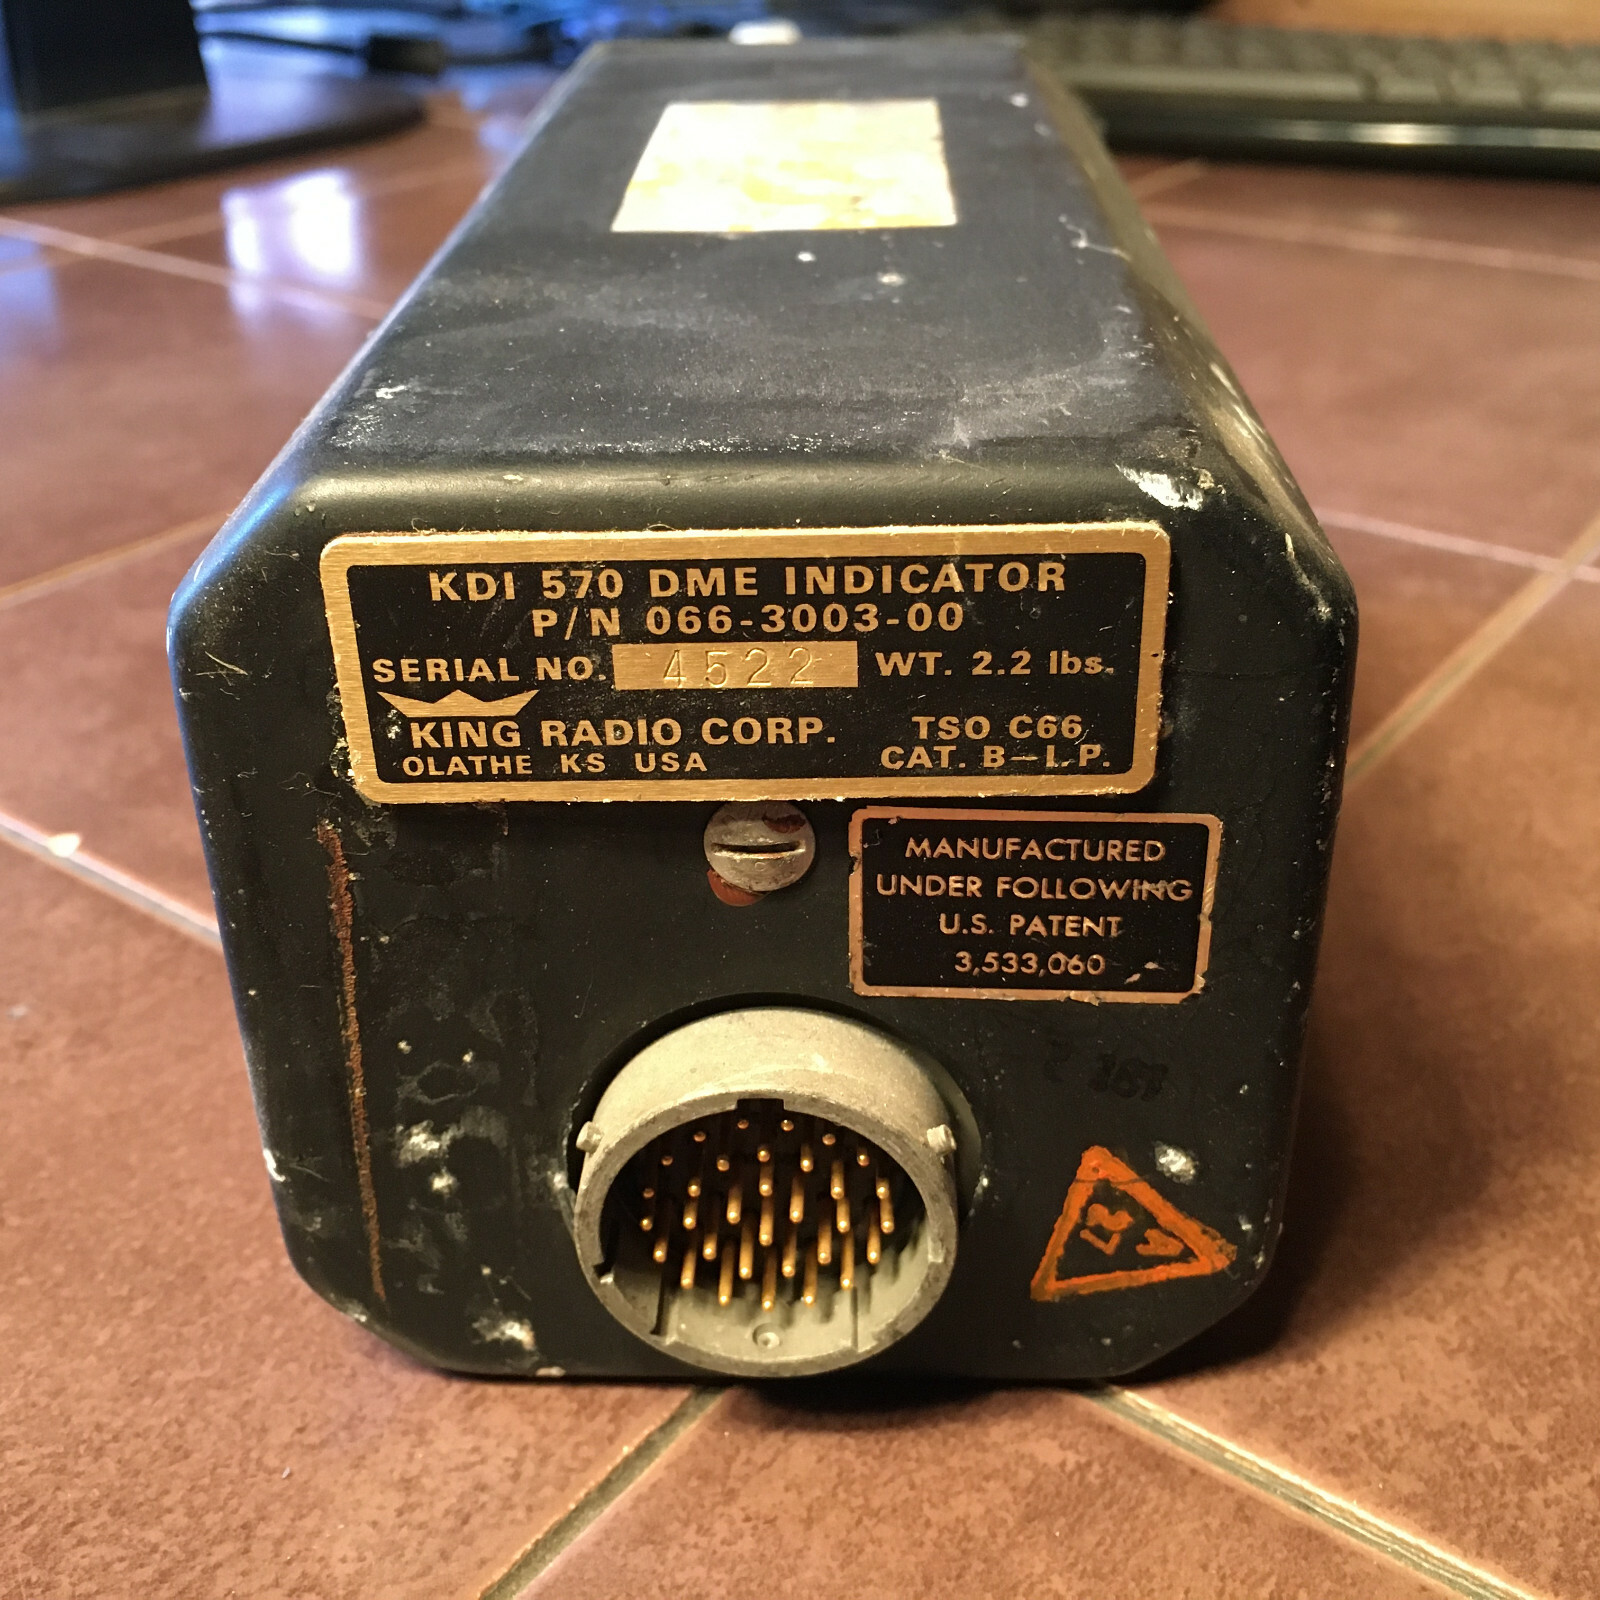 KDI 570 DME INDICATOR
P/N 066-3003-00
SERIAL NO. 4522 WT. 2.2 lbs.
KING RADIO CORP. TSO C66
OLATHE KS USA CAT. B—I.P.
MANUFACTURED
UNDER FOLLOWING
U.S. PATENT
3,533,060